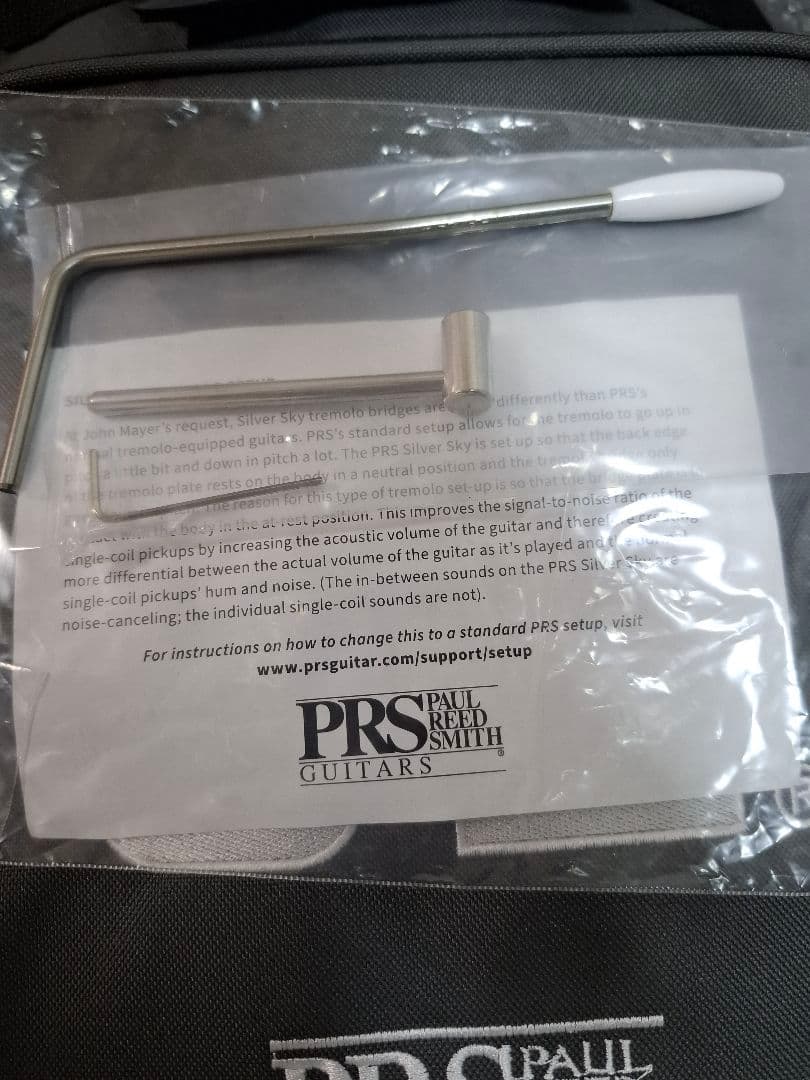 John Mayer's request, Silver Sky tremolo bridges are differently than PRS's
tremolo-equipped guitars. PRS's standard setup allows for the tremolo to go up in
a little bit and down in pitch a lot. The PRS Silver Sky is set up so that the back edge
tremolo plate rests on the body in a neutral position and the only
The reason for this type of tremolo set-up is so that the
with the body in the at-rest position. This improves the signal-to-noise ratio of the
single-coil pickups by increasing the acoustic volume of the guitar and
more differential between the actual volume of the guitar as it's played and
single-coil pickups' hum and noise. (The in-between sounds on the PRS Silver Sky are
noise-canceling; the individual single-coil sounds are not).
For instructions on how to change this to a standard PRS setup, visit
www.prsguitar.com/support/setup
PRS PAUL
REED
SMITH®
GUITARS
PRS PAUL